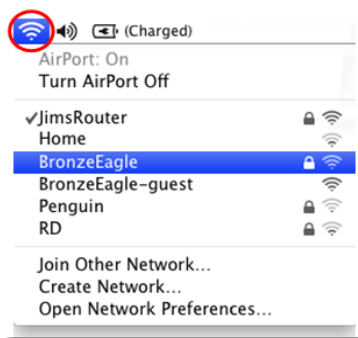 (Charged)
AirPort: On
Turn AirPort Off
✓JimsRouter
Home
BronzeEagle
BronzeEagle-guest
Penguin
RD
Join Other Network...
Create Network...
Open Network Preferences...